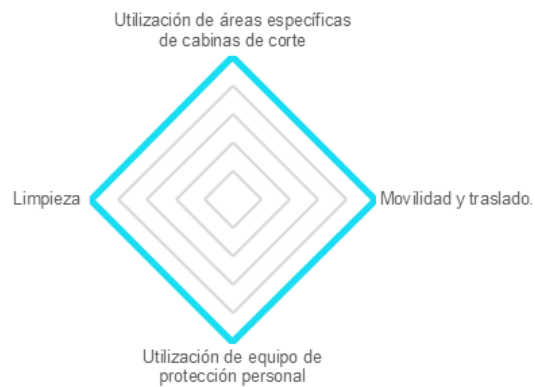 Utilización de áreas específicas
de cabinas de corte
Limpieza
Movilidad y traslado.
Utilización de equipo de
protección personal